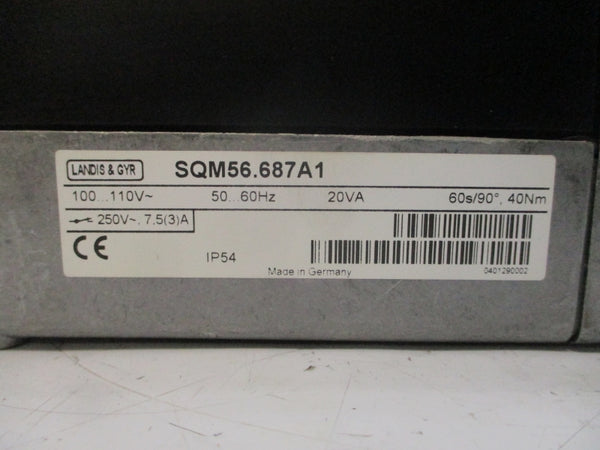 LANDIS & GYR SQM56.687A1
100...110V~ 50...60Hz 20VA 60s/90°, 40Nm
250V~, 7,5(3)A
CE IP54
Made in Germany 0401290002